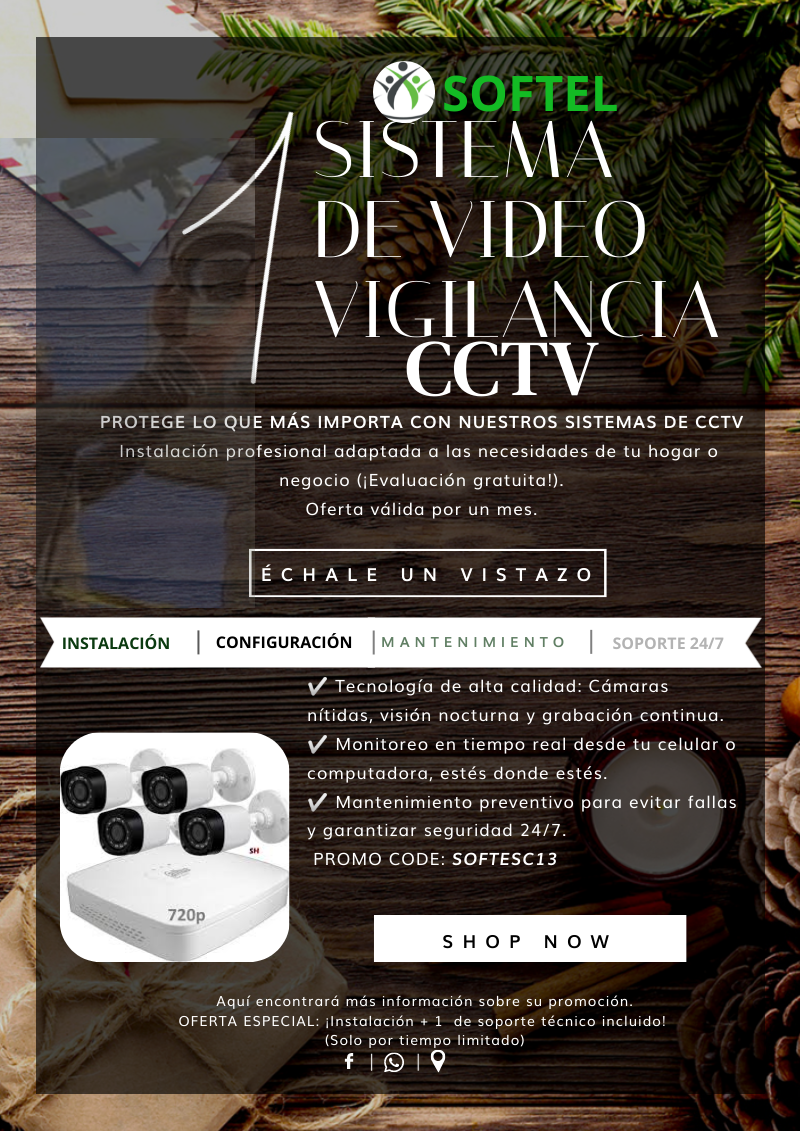 SOFTEL
1 SISTEMA
DE VIDEO
VIGILANCIA
CCTV
PROTEGE LO QUE MÁS IMPORTA CON NUESTROS SISTEMAS DE CCTV
Instalación profesional adaptada a las necesidades de tu hogar o
negocio (¡Evaluación gratuita!).
Oferta válida por un mes.
ÉCHALE UN VISTAZO
INSTALACIÓN | CONFIGURACIÓN | MANTENIMIENTO | SOPORTE 24/7
✔ Tecnología de alta calidad: Cámaras
nítidas, visión nocturna y grabación continua.
✔ Monitoreo en tiempo real desde tu celular o
computadora, estés donde estés.
✔ Mantenimiento preventivo para evitar fallas
y garantizar seguridad 24/7.
PROMO CODE: SOFTESC13
SH
720p
SHOP NOW
Aquí encontrará más información sobre su promoción.
OFERTA ESPECIAL: ¡Instalación + 1 de soporte técnico incluido!
(Solo por tiempo limitado)